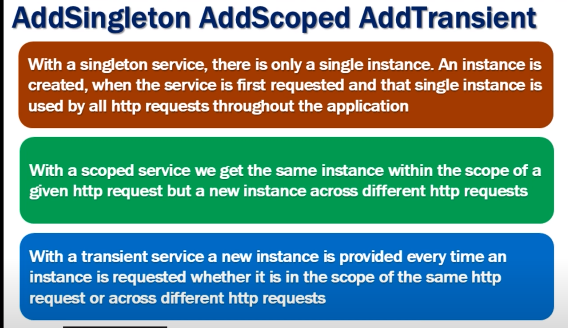 AddSingleton AddScoped AddTransient
With a singleton service, there is only a single instance. An instance is
created, when the service is first requested and that single instance is
used by all http requests throughout the application
With a scoped service we get the same instance within the scope of a
given http request but a new instance across different http requests
With a transient service a new instance is provided every time an
instance is requested whether it is in the scope of the same http
request or across different http requests